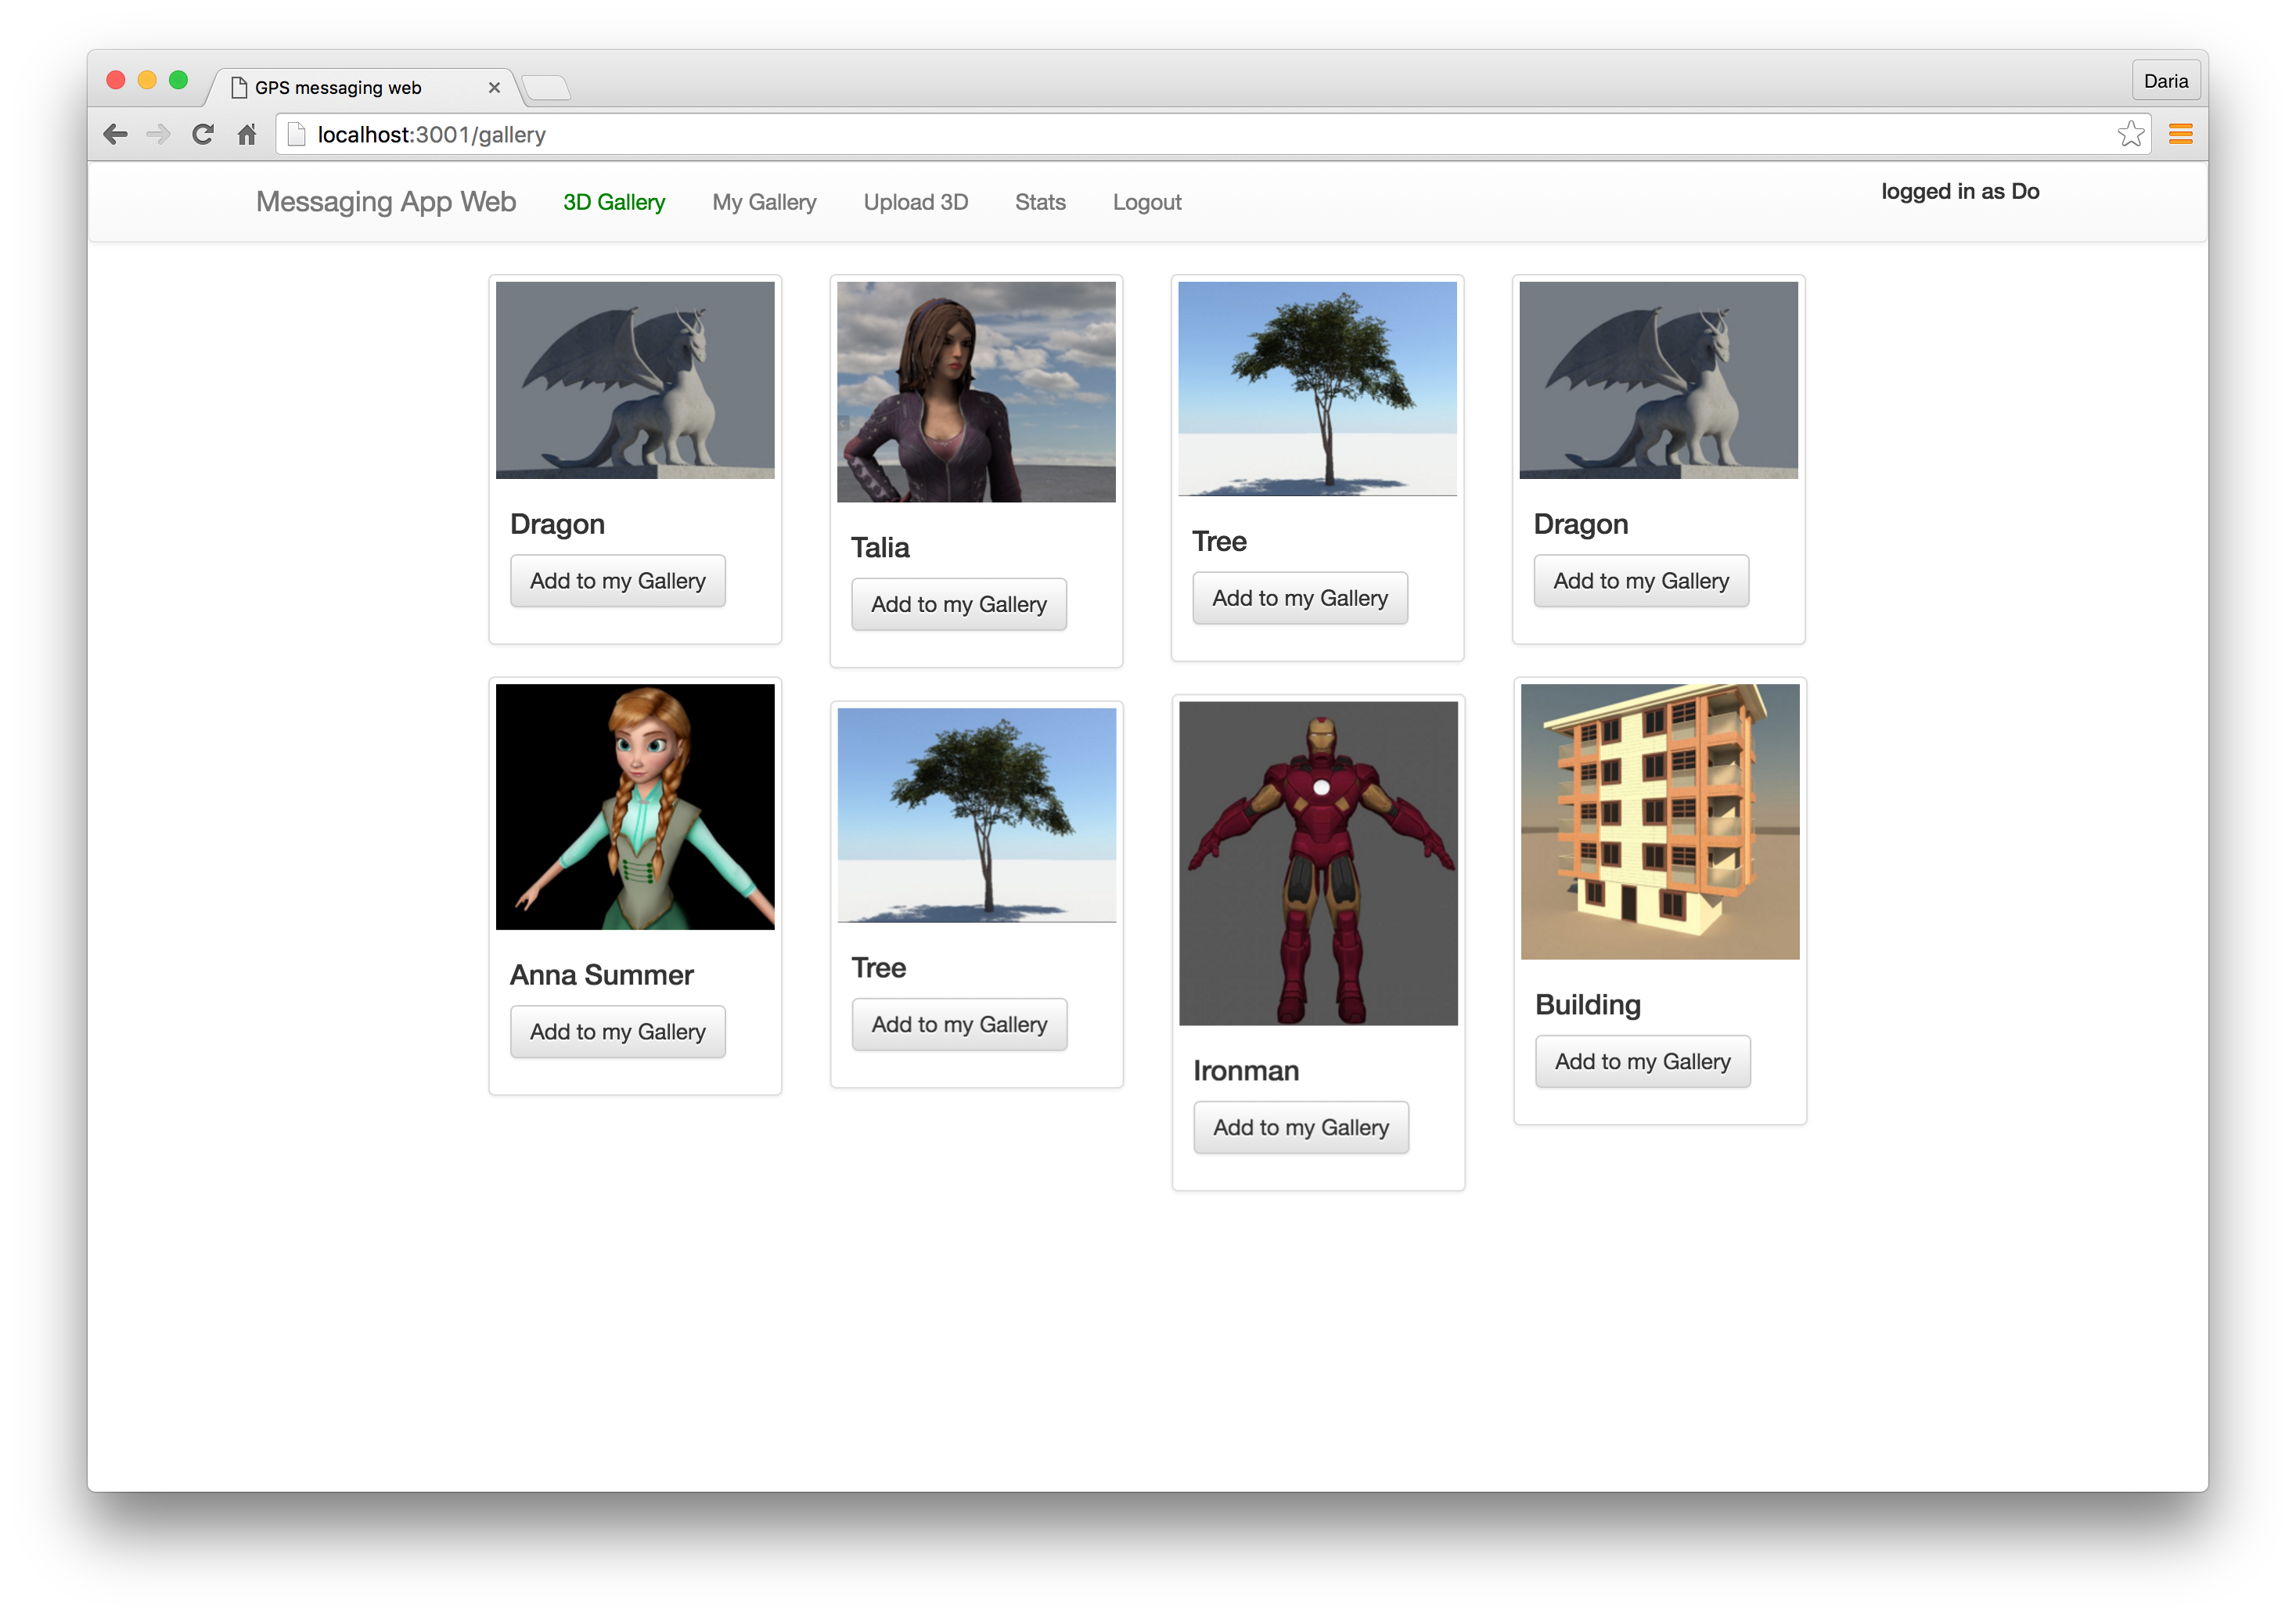 GPS messaging web
Daria
localhost:3001/gallery
Messaging App Web 3D Gallery My Gallery Upload 3D Stats Logout logged in as Do
Dragon
Add to my Gallery
Talia
Add to my Gallery
Tree
Add to my Gallery
Dragon
Add to my Gallery
Anna Summer
Add to my Gallery
Tree
Add to my Gallery
Ironman
Add to my Gallery
Building
Add to my Gallery